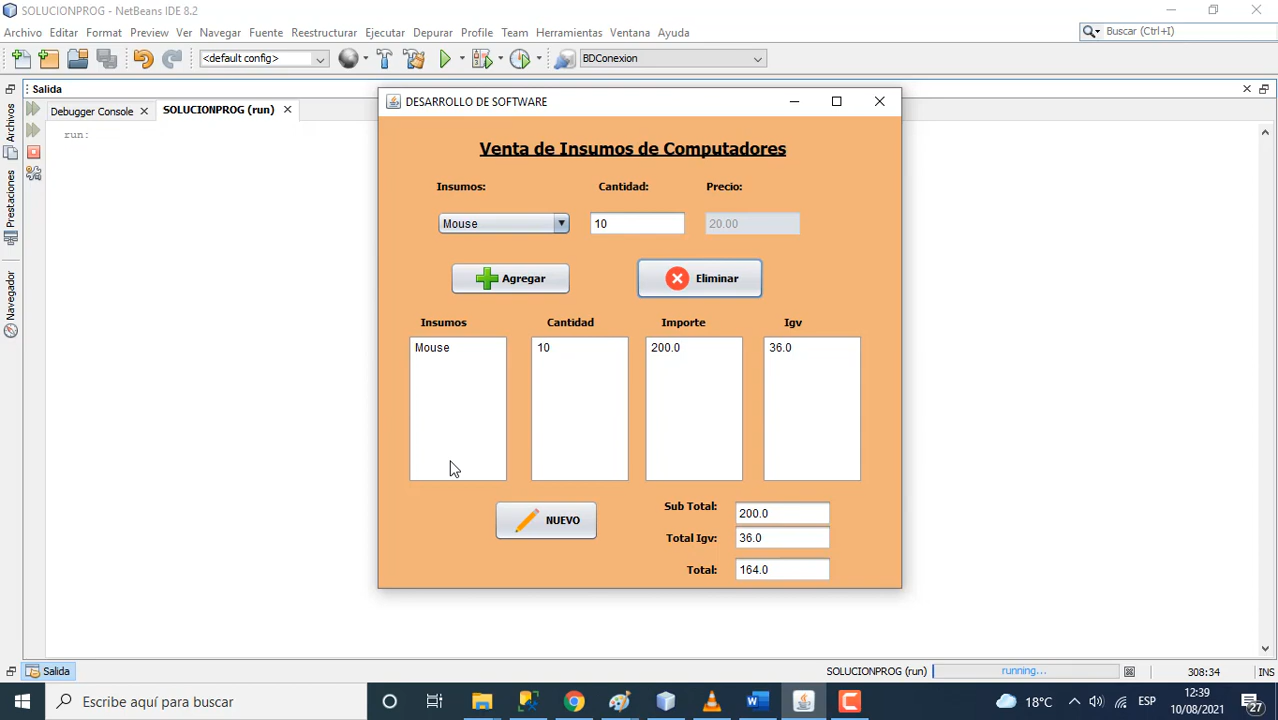 SOLUCIONPROG - NetBeans IDE 8.2
Archivo Editar Format Preview Ver Navegar Fuente Reestructurar Ejecutar Depurar Profile Team Herramientas Ventana Ayuda
Buscar (Ctrl+I)
<default config>
BDConexion
Salida
Debugger Console
SOLUCIONPROG (run)
run:
Archivos
Prestaciones
Navegador
DESARROLLO DE SOFTWARE
Venta de Insumos de Computadores
Insumos: Cantidad: Precio:
Mouse 10 20.00
Agregar Eliminar
Insumos Cantidad Importe Igv
Mouse 10 200.0 36.0
Sub Total: 200.0
NUEVO
Total Igv: 36.0
Total: 164.0
Salida
SOLUCIONPROG (run) running... 308:34 INS
Escribe aquí para buscar
18°C
ESP
12:39
10/08/2021
27